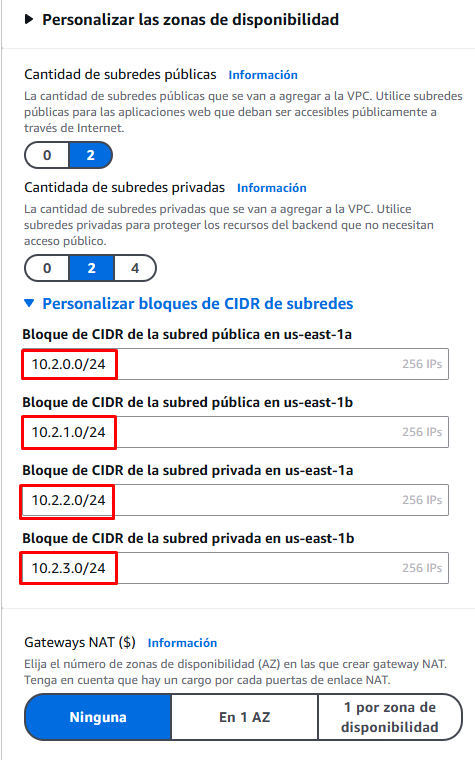 Personalizar las zonas de disponibilidad
Cantidad de subredes públicas Información
La cantidad de subredes públicas que se van a agregar a la VPC. Utilice subredes
públicas para las aplicaciones web que deban ser accesibles públicamente a
través de Internet.
0 2
Cantidada de subredes privadas Información
La cantidad de subredes privadas que se van a agregar a la VPC. Utilice
subredes privadas para proteger los recursos del backend que no necesitan
acceso público.
0 2 4
Personalizar bloques de CIDR de subredes
Bloque de CIDR de la subred pública en us-east-1a
10.2.0.0/24 256 IPs
Bloque de CIDR de la subred pública en us-east-1b
10.2.1.0/24 256 IPs
Bloque de CIDR de la subred privada en us-east-1a
10.2.2.0/24 256 IPs
Bloque de CIDR de la subred privada en us-east-1b
10.2.3.0/24 256 IPs
Gateways NAT ($) Información
Elija el número de zonas de disponibilidad (AZ) en las que crear gateway NAT.
Tenga en cuenta que hay un cargo por cada puertas de enlace NAT.
Ninguna En 1 AZ 1 por zona de
disponibilidad